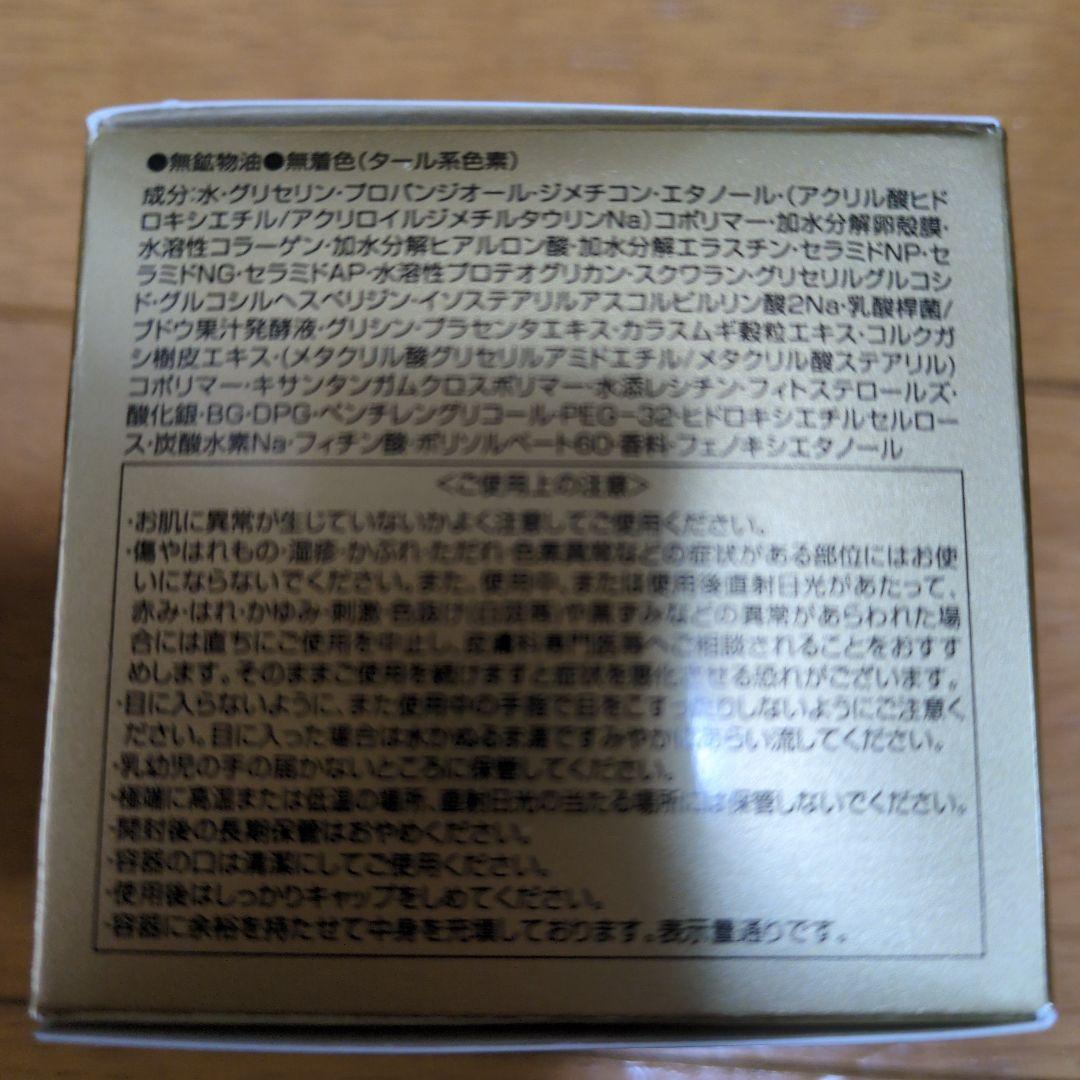 ●無鉱物油●無着色(タール系色素)
成分:水・グリセリン・プロパンジオール・ジメチコン・エタノール・(アクリル酸ヒド
ロキシエチル/アクリロイルジメチルタウリンNa)コポリマー・加水分解卵殻膜・
水溶性コラーゲン・加水分解ヒアルロン酸・加水分解エラスチン・セラミドNP・セ
ラミドNG・セラミドAP・水溶性プロテオグリカン・スクワラン・グリセリルグルコシ
ド・グルコシルヘスペリジン・イソステアリルアスコルビルリン酸2Na・乳酸桿菌/
ブドウ果汁発酵液・グリシン・プラセンタエキス・カラスムギ穀粒エキス・コルクガ
シ樹皮エキス・(メタクリル酸グリセリルアミドエチル/メタクリル酸ステアリル)
コポリマー・キサンタンガムクロスポリマー・水添レシチン・フィトステロールズ・
酸化銀・BG・DPG・ペンチレングリコール・PEG-32・ヒドロキシエチルセルロー
ス・炭酸水素Na・フィチン酸・ポリソルベート60・香料・フェノキシエタノール
<ご使用上の注意>
・お肌に異常が生じていないかよく注意してご使用ください。
・傷やはれもの・湿疹・かぶれ・ただれ・色素異常などの症状がある部位にはお使
いにならないでください。また、使用中、または使用後直射日光があたって、
赤み・はれ・かゆみ・刺激・色抜け(白斑等)や黒ずみなどの異常があらわれた場
合には直ちにご使用を中止し、皮膚科専門医等へご相談されることをおすす
めします。そのままご使用を続けますと症状を悪化させる恐れがございます。
・目に入らないように、また使用中の手指で目をこすったりしないようにご注意く
ださい。目に入った場合は水かぬるま湯ですみやかにあらい流してください。
・乳幼児の手の届かないところに保管してください。
・極端に高温または低温の場所、直射日光の当たる場所には保管しないでください。
・開封後の長期保管はおやめください。
・容器の口は清潔にしてご使用ください。
・使用後はしっかりキャップをしめてください。
・容器に余裕を持たせて中身を充填しております。表示量通りです。